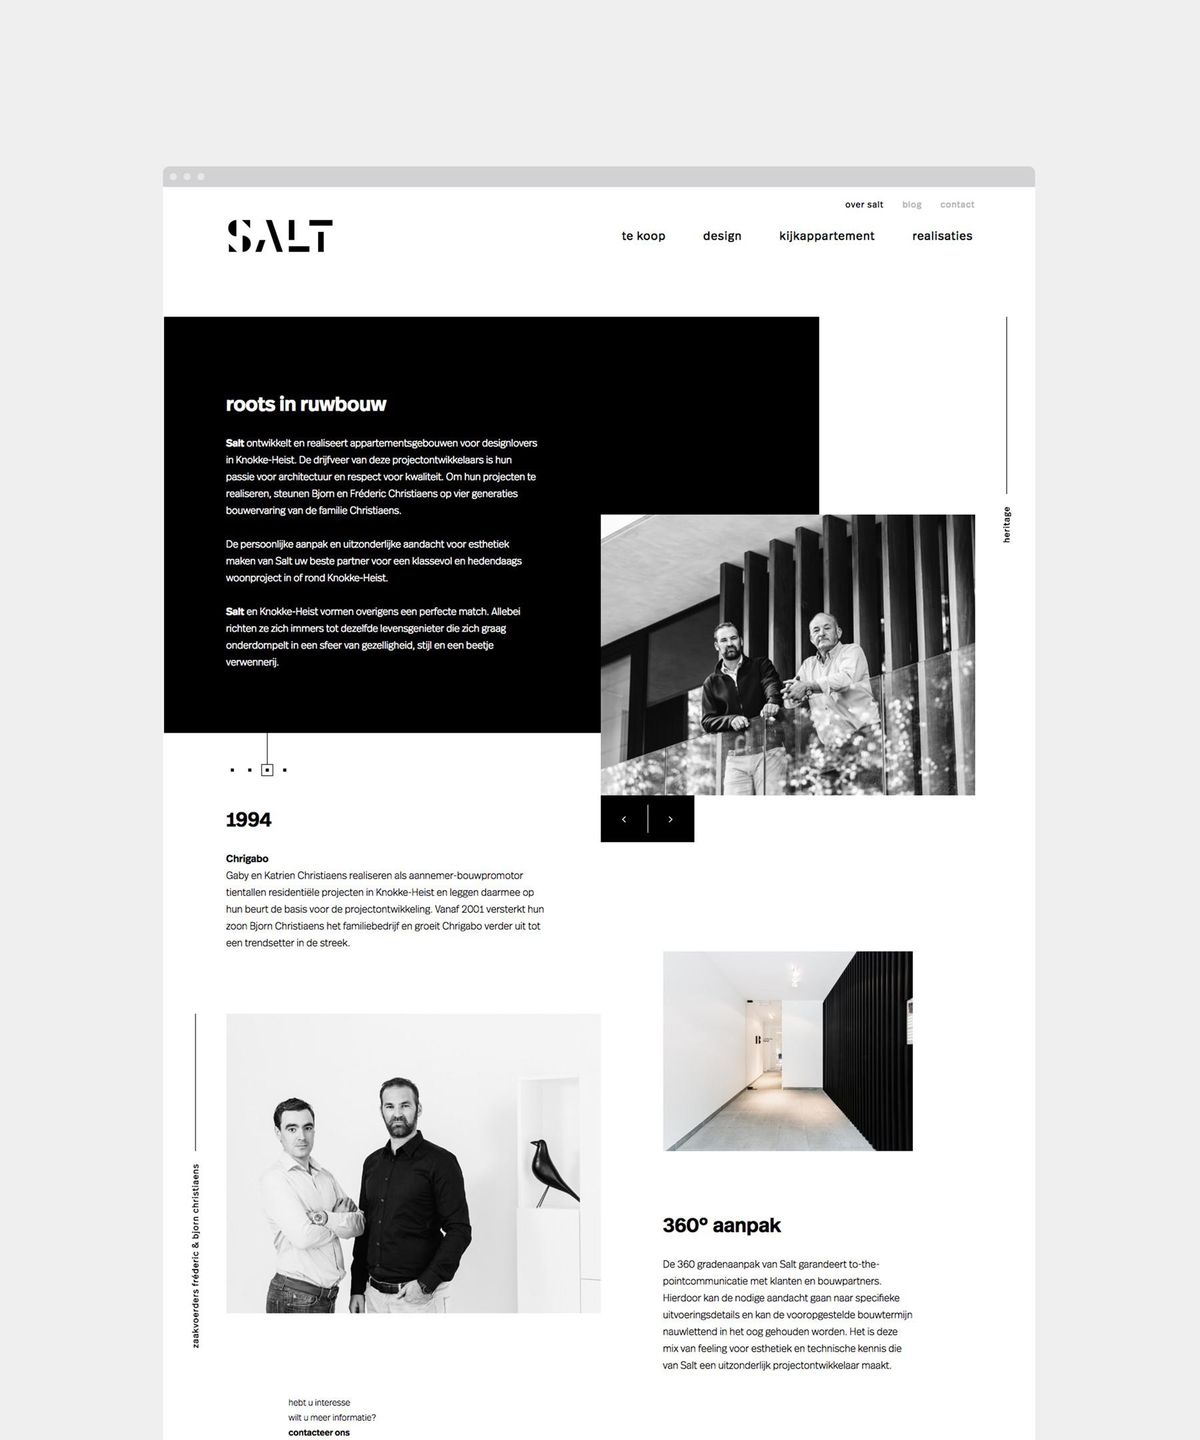 over salt blog contact
SALT
te koop design kijkappartement realisaties
roots in ruwbouw
Salt ontwikkelt en realiseert appartementsgebouwen voor designlovers
in Knokke-Heist. De drijfveer van deze projectontwikkelaars is hun
passie voor architectuur en respect voor kwaliteit. Om hun projecten te
realiseren, steunen Bjorn en Fréderic Christiaens op vier generaties
bouwervaring van de familie Christiaens.
De persoonlijke aanpak en uitzonderlijke aandacht voor esthetiek
maken van Salt uw beste partner voor een klassevol en hedendaags
woonproject in of rond Knokke-Heist.
Salt en Knokke-Heist vormen overigens een perfecte match. Allebei
richten ze zich immers tot dezelfde levensgenieter die zich graag
onderdompelt in een sfeer van gezelligheid, stijl en een beetje
verwennerij.
heritage
1994
Chrigabo
Gaby en Katrien Christiaens realiseren als aannemer-bouwpromotor
tientallen residentiële projecten in Knokke-Heist en leggen daarmee op
hun beurt de basis voor de projectontwikkeling. Vanaf 2001 versterkt hun
zoon Bjorn Christiaens het familiebedrijf en groeit Chrigabo verder uit tot
een trendsetter in de streek.
B
zaakvoerders fréderic & bjorn christiaens
360° aanpak
De 360 gradenaanpak van Salt garandeert to-the-
pointcommunicatie met klanten en bouwpartners.
Hierdoor kan de nodige aandacht gaan naar specifieke
uitvoeringsdetails en kan de vooropgestelde bouwtermijn
nauwlettend in het oog gehouden worden. Het is deze
mix van feeling voor esthetiek en technische kennis die
van Salt een uitzonderlijk projectontwikkelaar maakt.
hebt u interesse
wilt u meer informatie?
contacteer ons